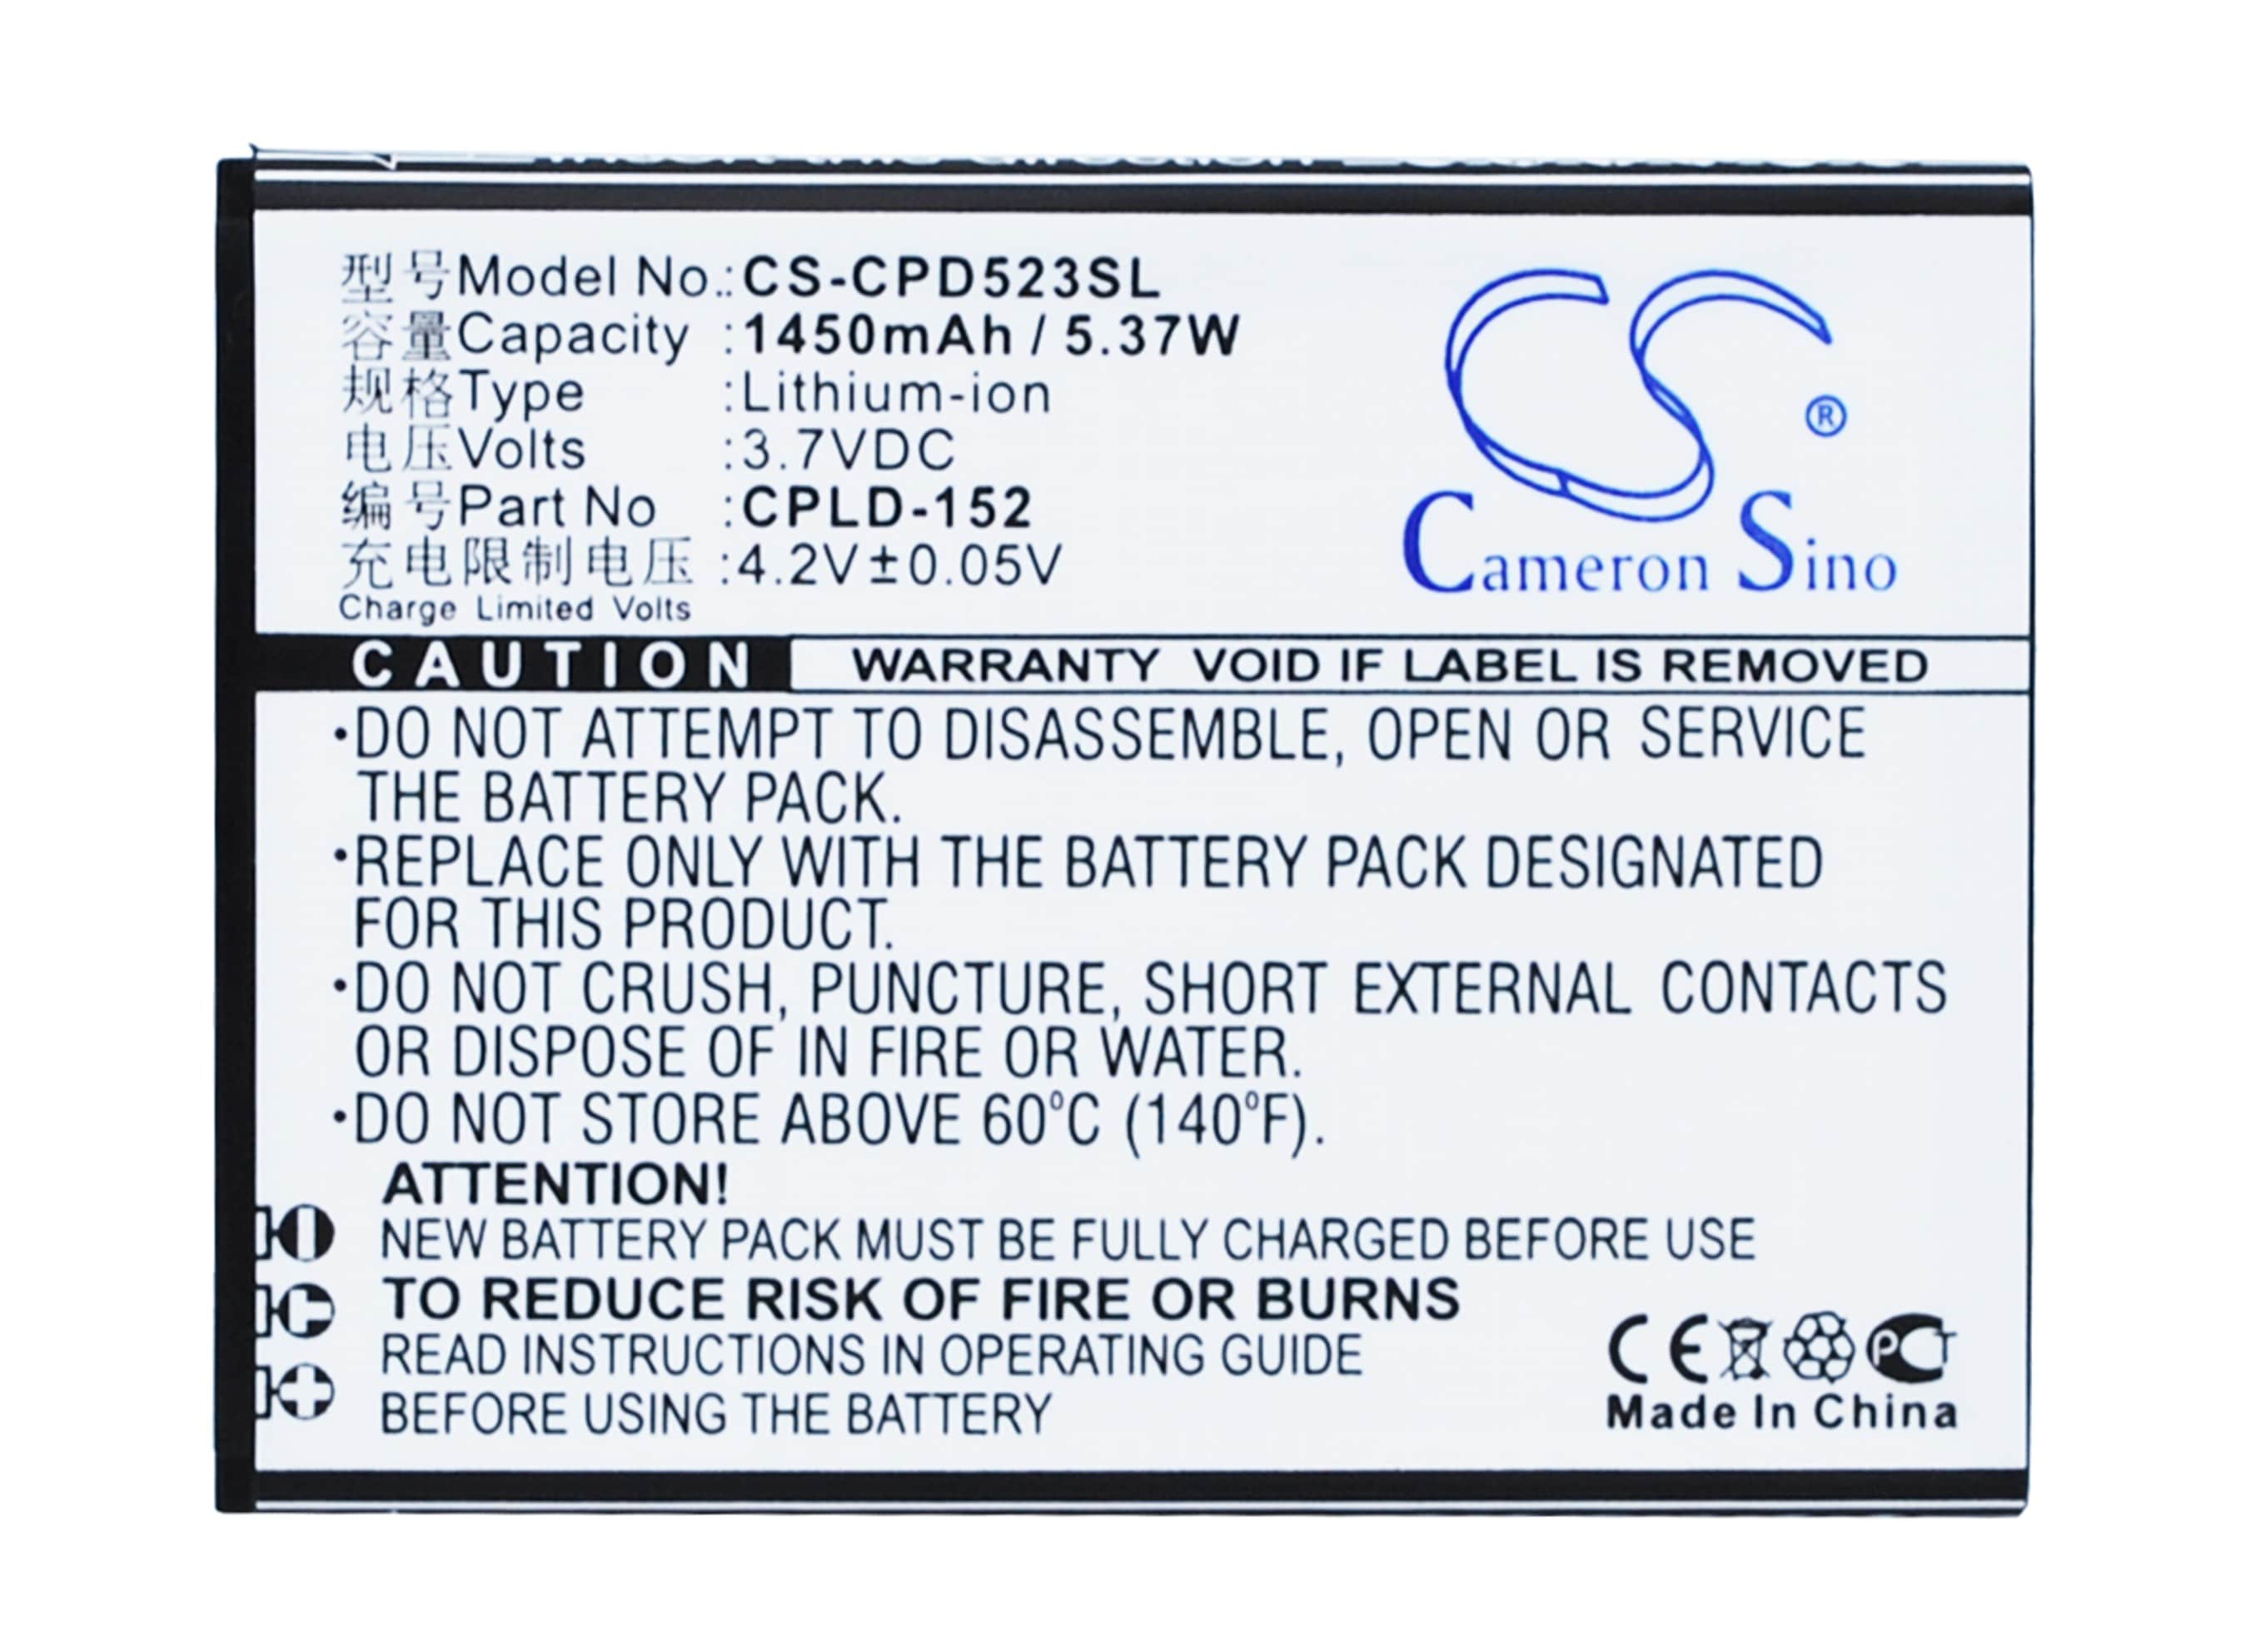 型号Model No.:CS-CPD523SL
容量Capacity :1450mAh / 5.37W
规格Type :Lithium-ion
电压Volts :3.7VDC
编号Part No :CPLD-152
充电限制电压 :4.2V±0.05V
Charge Limited Volts
CS®
Cameron Sino
CAUTION WARRANTY VOID IF LABEL IS REMOVED
·DO NOT ATTEMPT TO DISASSEMBLE, OPEN OR SERVICE
THE BATTERY PACK.
·REPLACE ONLY WITH THE BATTERY PACK DESIGNATED
FOR THIS PRODUCT.
·DO NOT CRUSH, PUNCTURE, SHORT EXTERNAL CONTACTS
OR DISPOSE OF IN FIRE OR WATER.
·DO NOT STORE ABOVE 60°C (140°F).
ATTENTION!
NEW BATTERY PACK MUST BE FULLY CHARGED BEFORE USE
TO REDUCE RISK OF FIRE OR BURNS
READ INSTRUCTIONS IN OPERATING GUIDE
BEFORE USING THE BATTERY
CE PCT
Made In China